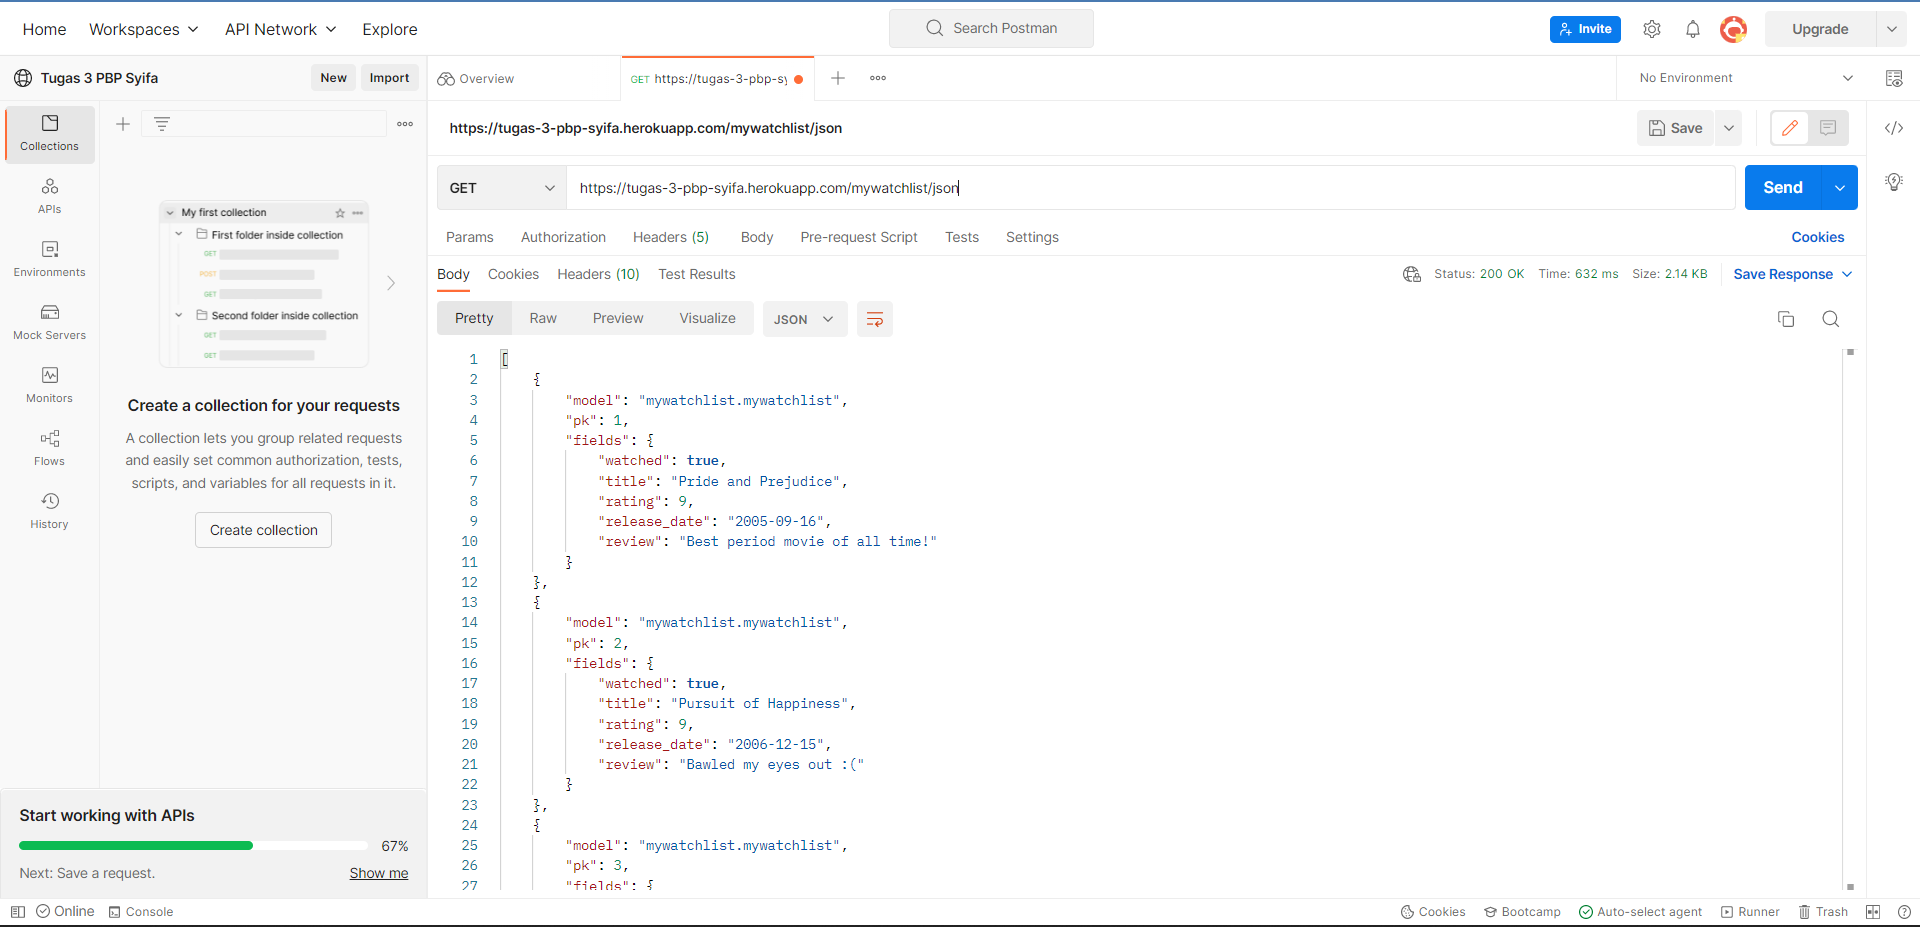 Home Workspaces API Network Explore Search Postman Invite Upgrade
Tugas 3 PBP Syifa New Import
Overview GET https://tugas-3-pbp-sy No Environment
Collections
APIs
Environments
Mock Servers
Monitors
Flows
History
My first collection
First folder inside collection
GET
POST
GET
Second folder inside collection
GET
GET
Create a collection for your requests
A collection lets you group related requests
and easily set common authorization, tests,
scripts, and variables for all requests in it.
Create collection
Start working with APIs
67%
Next: Save a request. Show me
https://tugas-3-pbp-syifa.herokuapp.com/mywatchlist/json Save
GET https://tugas-3-pbp-syifa.herokuapp.com/mywatchlist/json Send
Params Authorization Headers (5) Body Pre-request Script Tests Settings Cookies
Body Cookies Headers (10) Test Results Status: 200 OK Time: 632 ms Size: 2.14 KB Save Response
Pretty Raw Preview Visualize JSON
1 [
2 {
3 "model": "mywatchlist.mywatchlist",
4 "pk": 1,
5 "fields": {
6 "watched": true,
7 "title": "Pride and Prejudice",
8 "rating": 9,
9 "release_date": "2005-09-16",
10 "review": "Best period movie of all time!"
11 }
12 },
13 {
14 "model": "mywatchlist.mywatchlist",
15 "pk": 2,
16 "fields": {
17 "watched": true,
18 "title": "Pursuit of Happiness",
19 "rating": 9,
20 "release_date": "2006-12-15",
21 "review": "Bawled my eyes out :("
22 }
23 },
24 {
25 "model": "mywatchlist.mywatchlist",
26 "pk": 3,
27 "fields": {
Online Console Cookies Bootcamp Auto-select agent Runner Trash